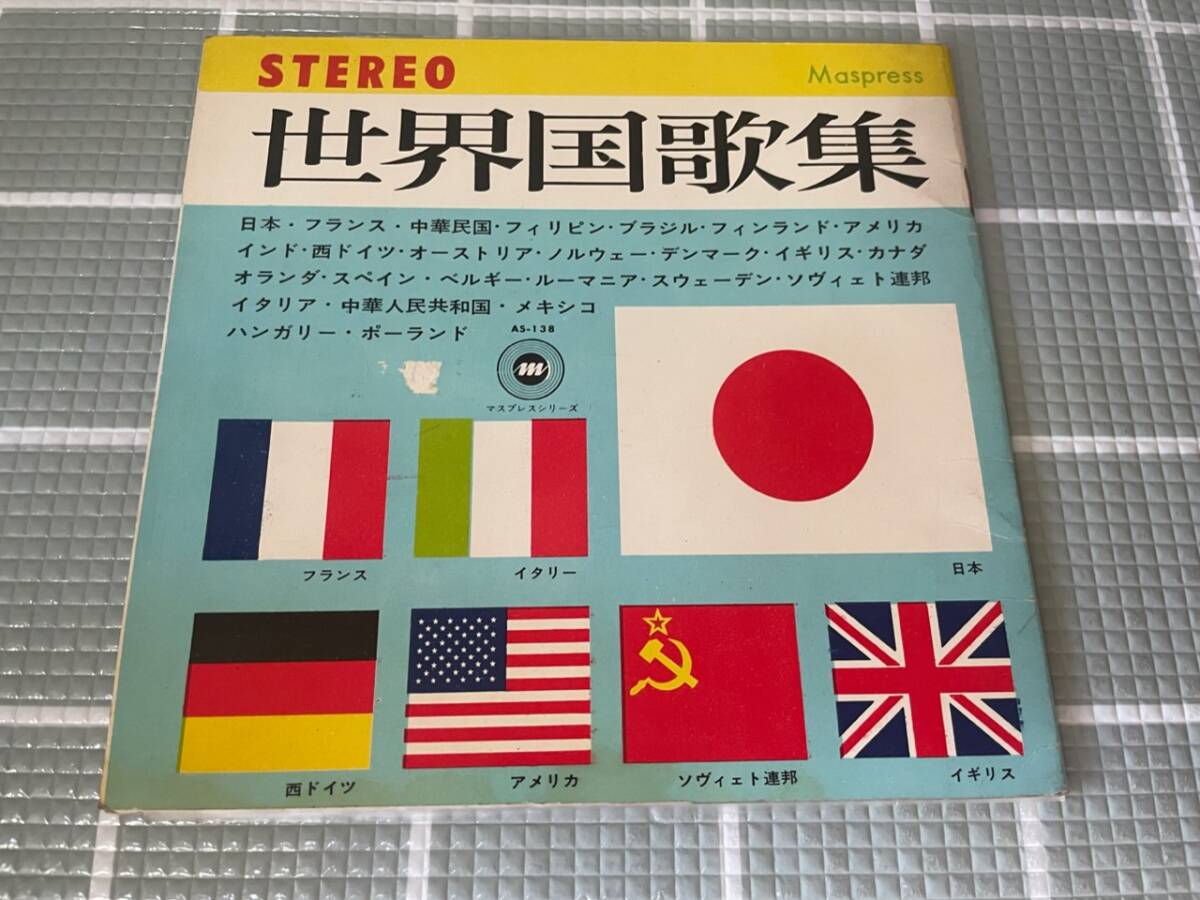 STEREO
Maspress
世界国歌集
日本・フランス・中華民国・フィリピン・ブラジル・フィンランド・アメリカ
インド・西ドイツ・オーストリア・ノルウェー・デンマーク・イギリス・カナダ
オランダ・スペイン・ベルギー・ルーマニア・スウェーデン・ソヴィェト連邦
イタリア・中華人民共和国・メキシコ
ハンガリー・ポーランド
AS-138
m
マスプレスシリーズ
フランス
イタリー
日本
西ドイツ
アメリカ
ソヴィェト連邦
イギリス